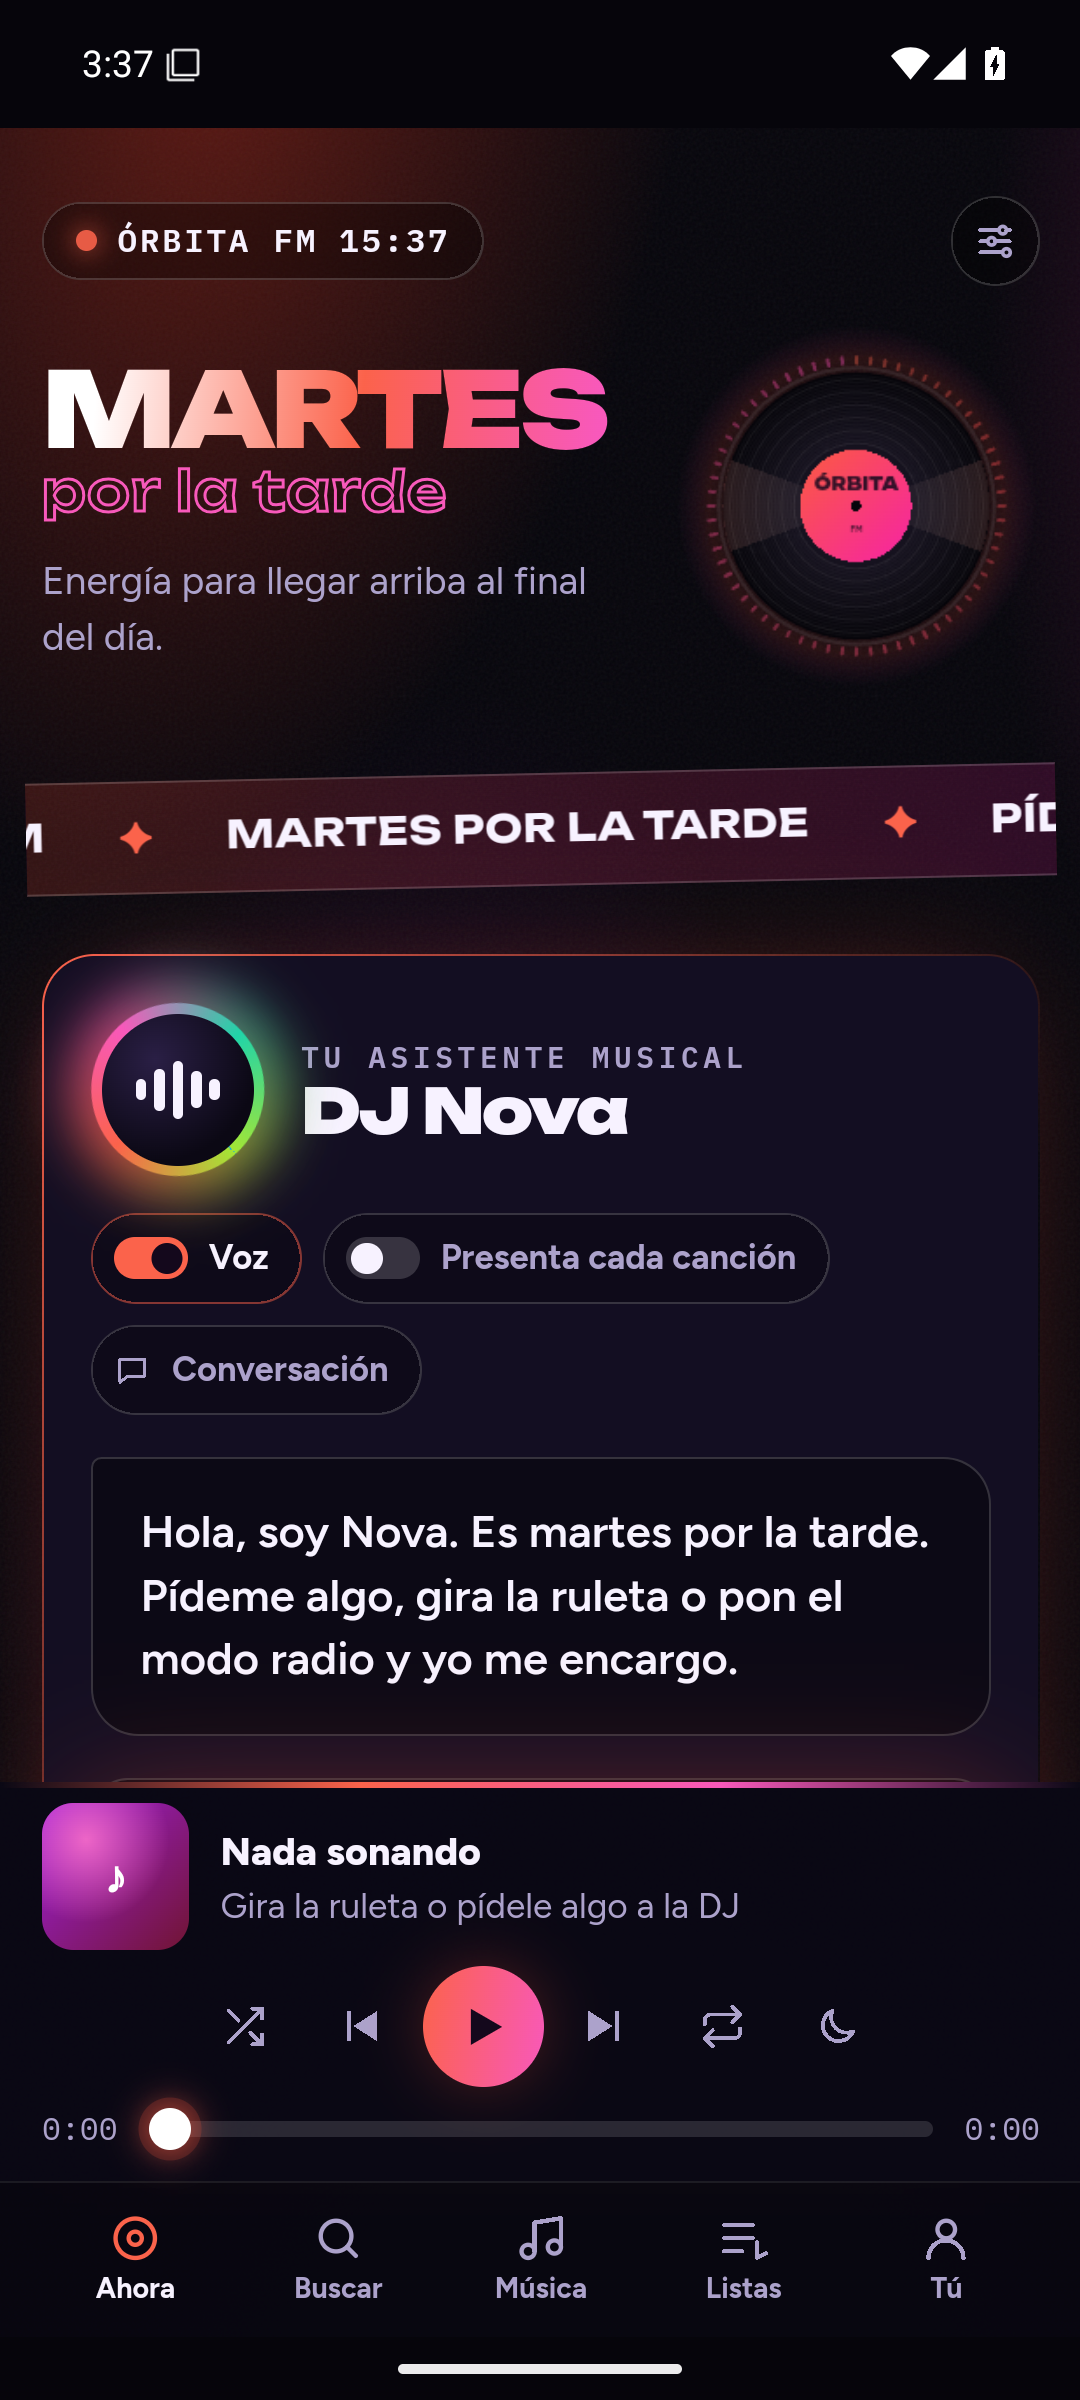 3:37
ÓRBITA FM 15:37
MARTES
por la tarde
Energía para llegar arriba al final
del día.
ÓRBITA
FM
MARTES POR LA TARDE
TU ASISTENTE MUSICAL
DJ Nova
Voz
Presenta cada canción
Conversación
Hola, soy Nova. Es martes por la tarde.
Pídeme algo, gira la ruleta o pon el
modo radio y yo me encargo.
Nada sonando
Gira la ruleta o pídele algo a la DJ
0:00
0:00
Ahora
Buscar
Música
Listas
Tú